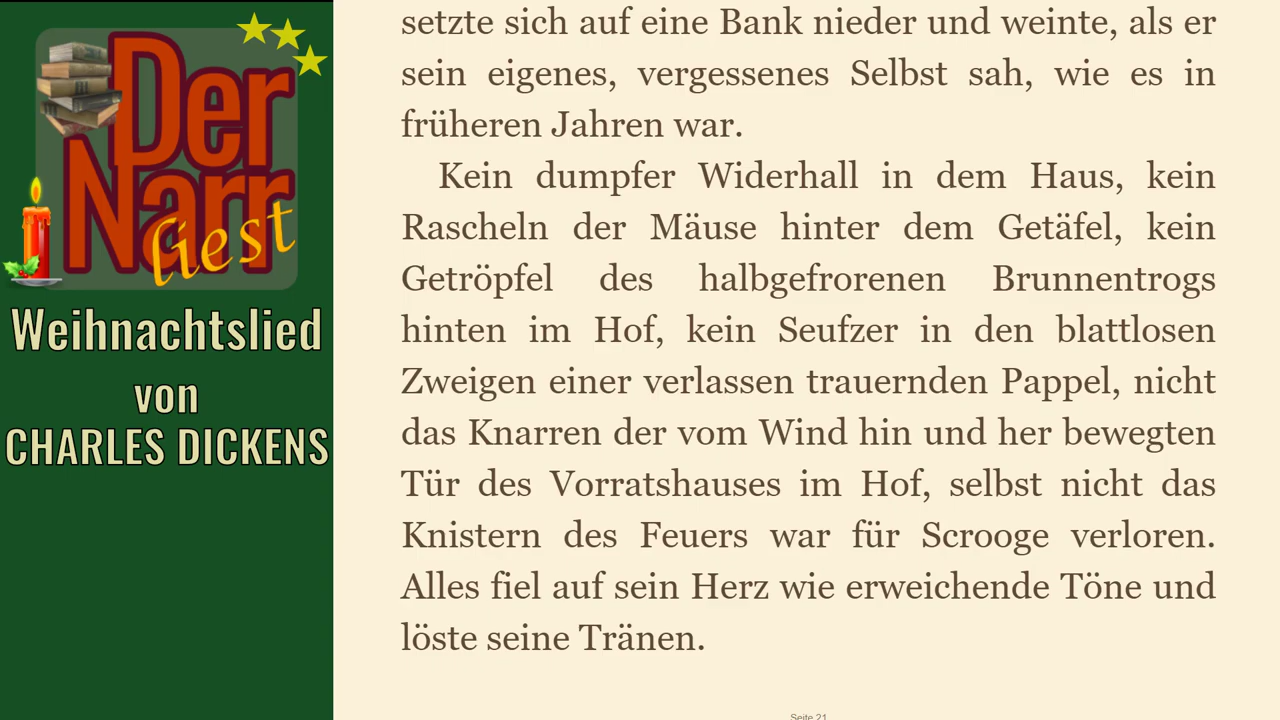 Der
Narr
liest
Weihnachtslied
von
CHARLES DICKENS
setzte sich auf eine Bank nieder und weinte, als er
sein eigenes, vergessenes Selbst sah, wie es in
früheren Jahren war.
Kein dumpfer Widerhall in dem Haus, kein
Rascheln der Mäuse hinter dem Getäfel, kein
Getröpfel des halbgefrorenen Brunnentrogs
hinten im Hof, kein Seufzer in den blattlosen
Zweigen einer verlassen trauernden Pappel, nicht
das Knarren der vom Wind hin und her bewegten
Tür des Vorratshauses im Hof, selbst nicht das
Knistern des Feuers war für Scrooge verloren.
Alles fiel auf sein Herz wie erweichende Töne und
löste seine Tränen.
Seite 21